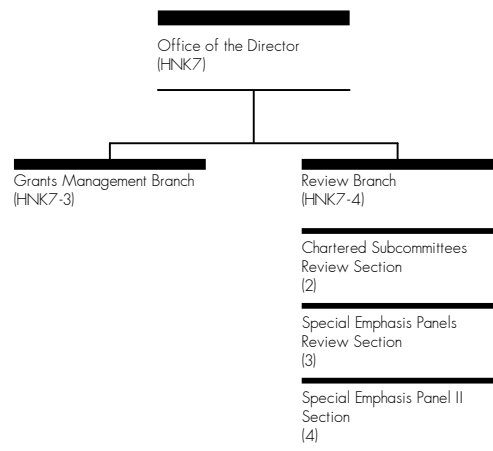 Office of the Director
(HNK7)
Grants Management Branch
(HNK7-3)
Review Branch
(HNK7-4)
Chartered Subcommittees
Review Section
(2)
Special Emphasis Panels
Review Section
(3)
Special Emphasis Panel II
Section
(4)